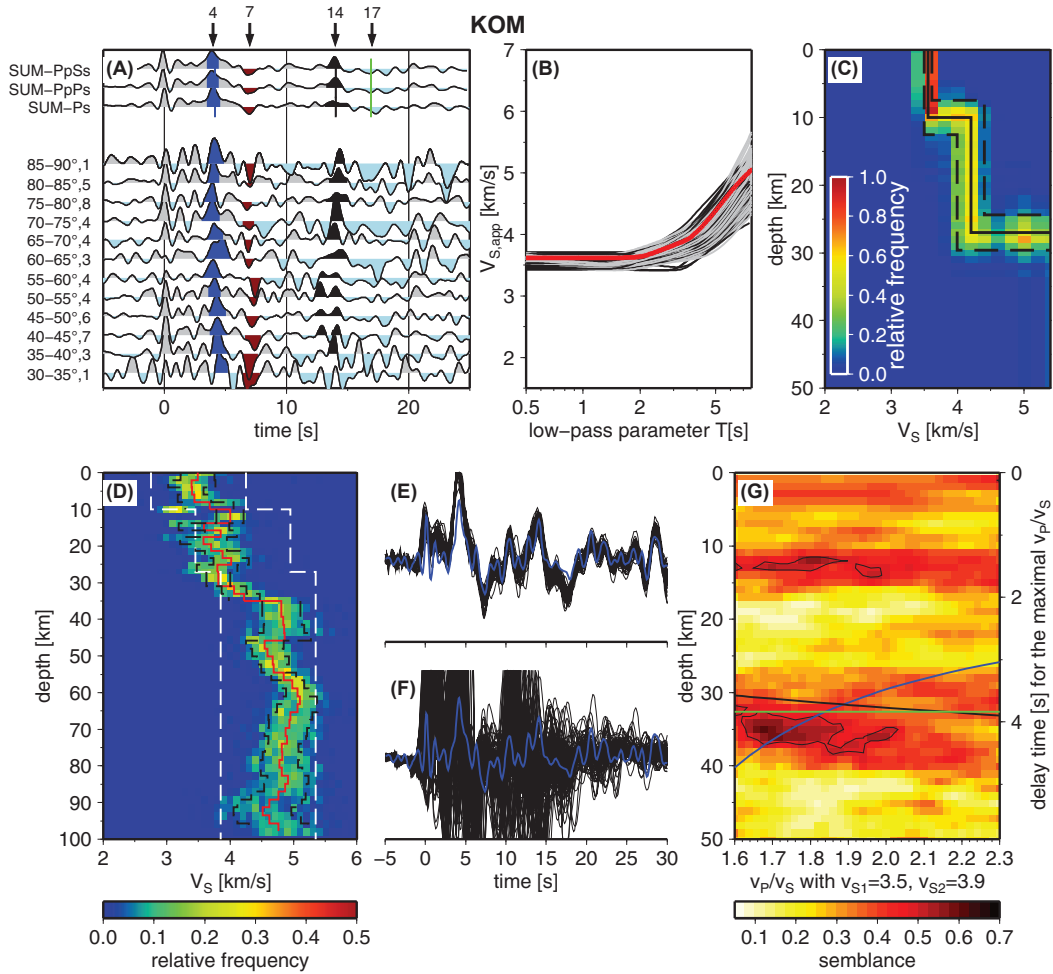 KOM
4 7 14 17
(A)
SUM−PpSs
SUM−PpPs
SUM−Ps
85−90°,1
80−85°,5
75−80°,8
70−75°,4
65−70°,4
60−65°,3
55−60°,4
50−55°,4
45−50°,6
40−45°,7
35−40°,3
30−35°,1
0 10 20
time [s]
(B)
7
6
5
4
3
2
V_S,app [km/s]
0.5 1 2 5
low−pass parameter T[s]
(C)
0
10
20
30
40
50
depth [km]
1.0
0.8
0.6
0.4
0.2
0.0
relative frequency
2 3 4 5
V_S [km/s]
(D)
0
10
20
30
40
50
60
70
80
90
100
depth [km]
2 3 4 5 6
V_S [km/s]
0.0 0.1 0.2 0.3 0.4 0.5
relative frequency
(E)
(F)
−5 0 5 10 15 20 25 30
time [s]
(G)
0
10
20
30
40
50
depth [km]
0
2
4
delay time [s] for the maximal v_P/v_S
1.6 1.7 1.8 1.9 2.0 2.1 2.2 2.3
v_P/v_S with v_S1=3.5, v_S2=3.9
0.1 0.2 0.3 0.4 0.5 0.6 0.7
semblance